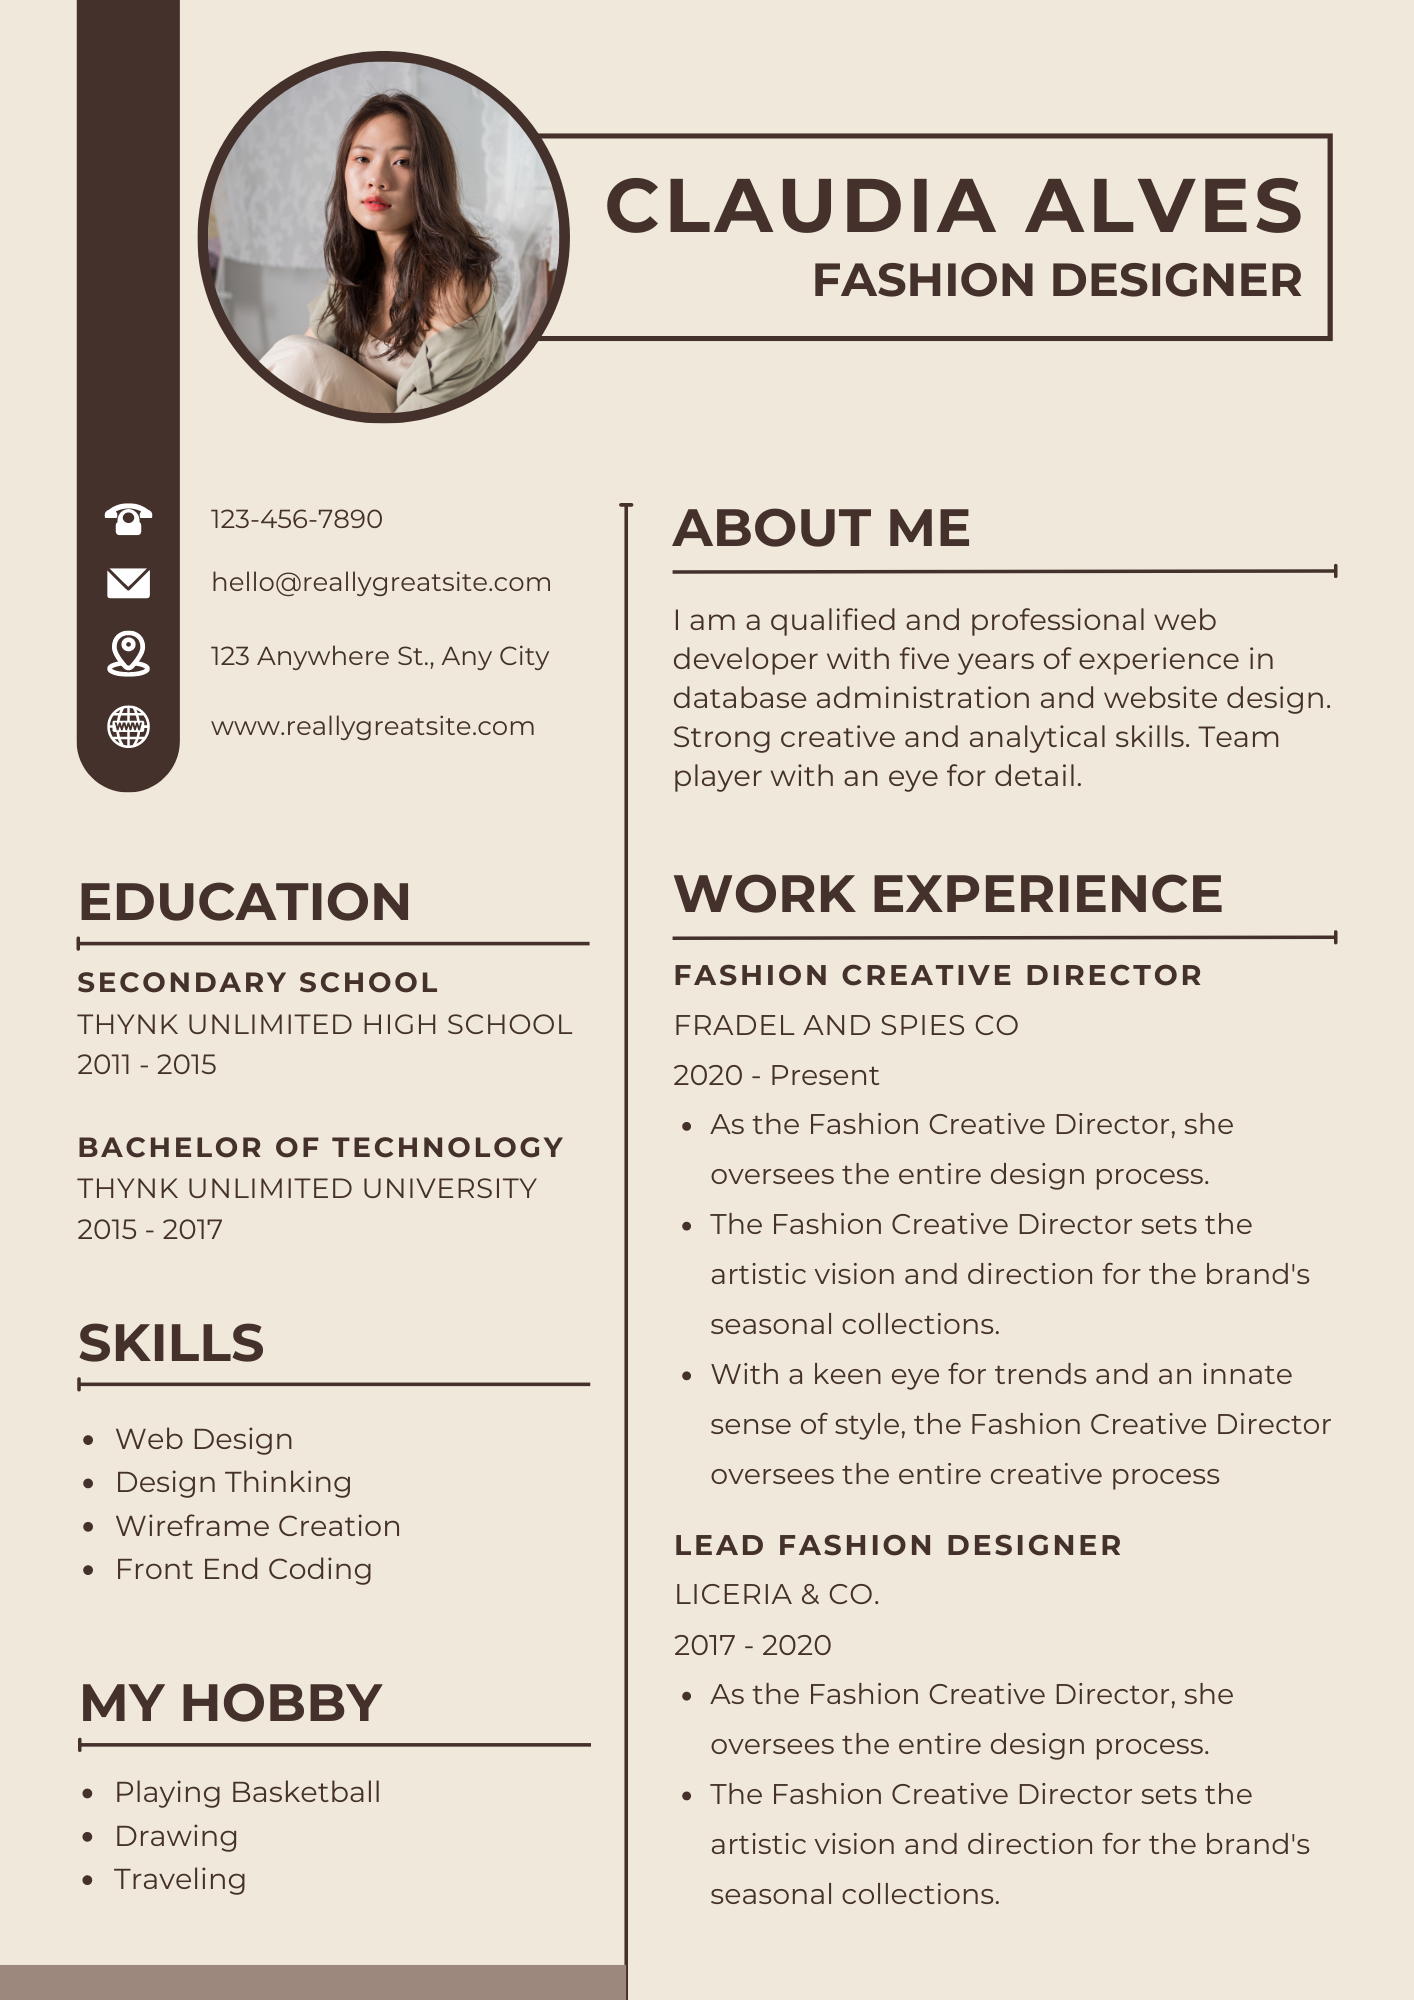 CLAUDIA ALVES
FASHION DESIGNER
123-456-7890
hello@reallygreatsite.com
123 Anywhere St., Any City
www.reallygreatsite.com
EDUCATION
SECONDARY SCHOOL
THYNK UNLIMITED HIGH SCHOOL
2011 - 2015
BACHELOR OF TECHNOLOGY
THYNK UNLIMITED UNIVERSITY
2015 - 2017
SKILLS
• Web Design
• Design Thinking
• Wireframe Creation
• Front End Coding
MY HOBBY
• Playing Basketball
• Drawing
• Traveling
ABOUT ME
I am a qualified and professional web
developer with five years of experience in
database administration and website design.
Strong creative and analytical skills. Team
player with an eye for detail.
WORK EXPERIENCE
FASHION CREATIVE DIRECTOR
FRADEL AND SPIES CO
2020 - Present
• As the Fashion Creative Director, she
oversees the entire design process.
• The Fashion Creative Director sets the
artistic vision and direction for the brand's
seasonal collections.
• With a keen eye for trends and an innate
sense of style, the Fashion Creative Director
oversees the entire creative process
LEAD FASHION DESIGNER
LICERIA & CO.
2017 - 2020
• As the Fashion Creative Director, she
oversees the entire design process.
• The Fashion Creative Director sets the
artistic vision and direction for the brand's
seasonal collections.